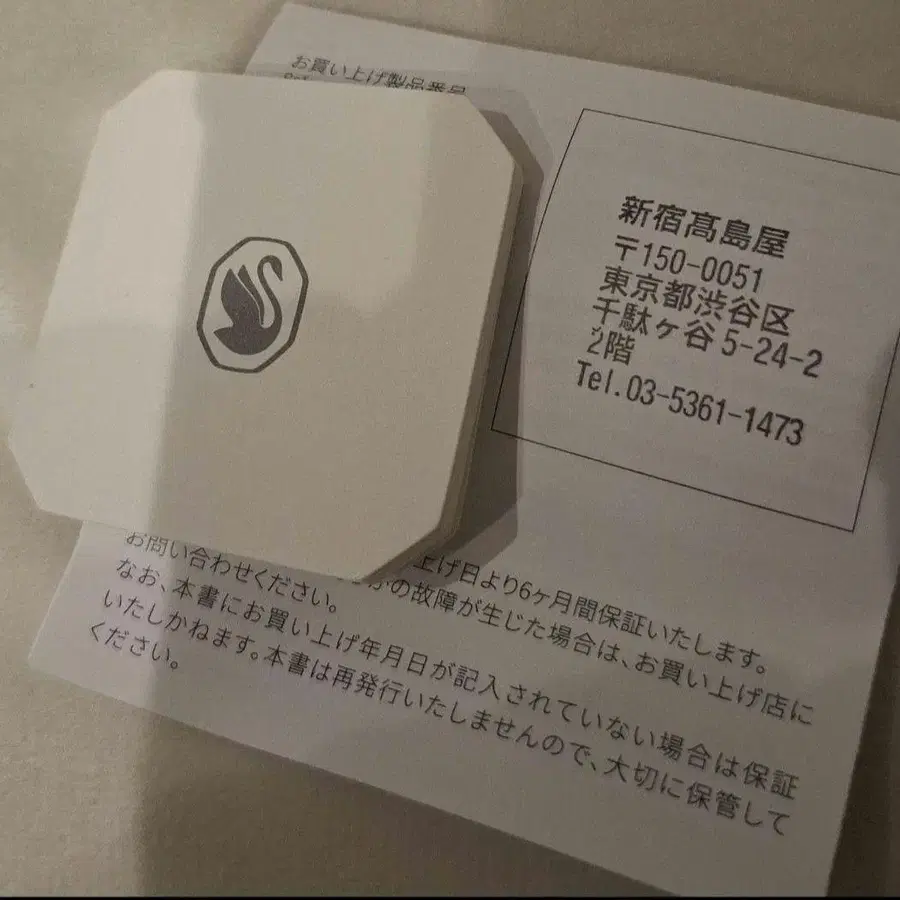 お買い上げ製品番号
新宿髙島屋
〒150-0051
東京都渋谷区
千駄ヶ谷 5-24-2
2階
Tel.03-5361-1473
上げ日より6ヶ月間保証いたします。
の故障が生じた場合は、お買い上げ店に
お問い合わせください。
なお、本書にお買い上げ年月日が記入されていない場合は保証
いたしかねます。本書は再発行いたしませんので、大切に保管して
ください。